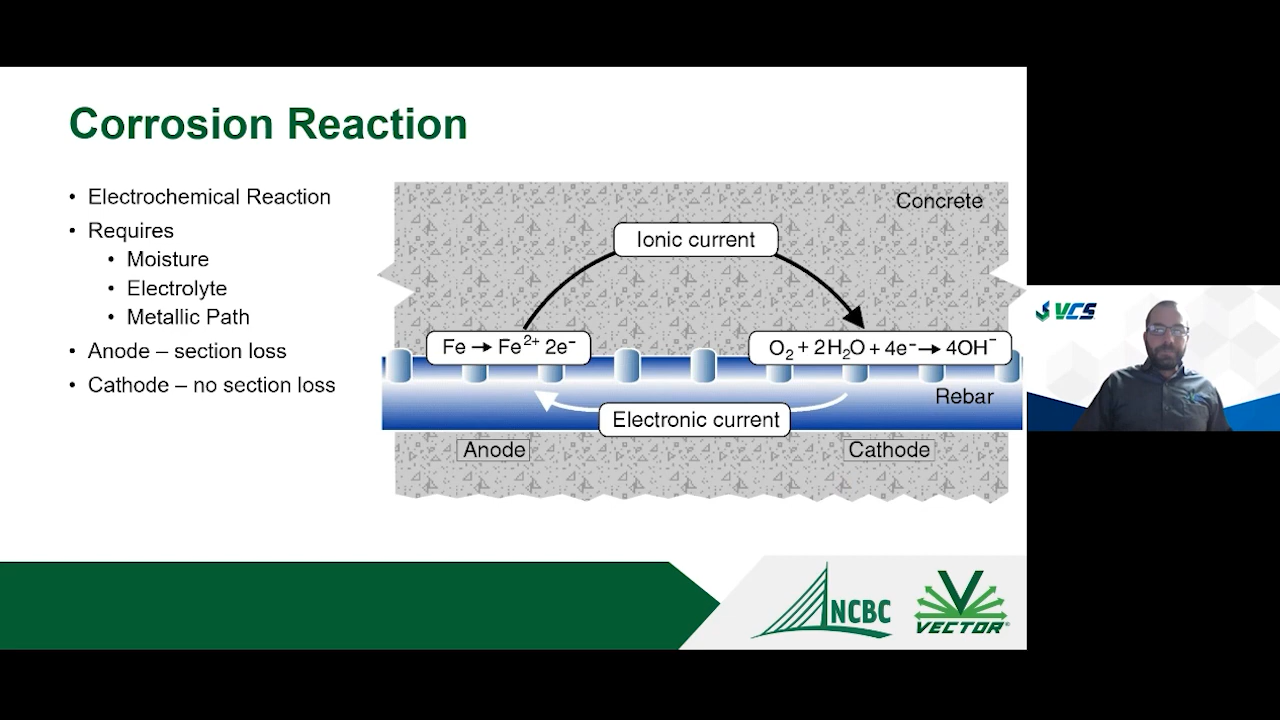 Corrosion Reaction
• Electrochemical Reaction
• Requires
• Moisture
• Electrolyte
• Metallic Path
• Anode – section loss
• Cathode – no section loss
Concrete
Ionic current
Fe → Fe²⁺ 2e⁻
O₂ + 2H₂O + 4e⁻ → 4OH⁻
Rebar
Electronic current
Anode
Cathode
VCS
NCBC
VECTOR®